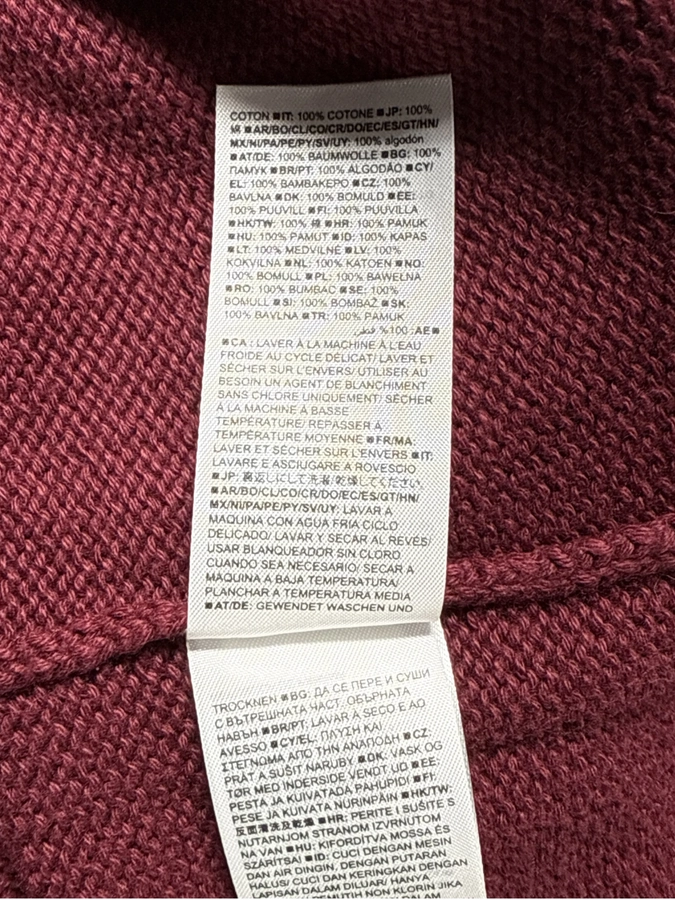 COTON ■IT: 100% COTONE ■JP: 100%
綿 ■AR/BO/CL/CO/CR/DO/EC/ES/GT/HN/
MX/NI/PA/PE/PY/SV/UY: 100% algodón
■AT/DE: 100% BAUMWOLLE ■BG: 100%
ПАМУК ■BR/PT: 100% ALGODÃO ■CY/
EL: 100% ΒΑΜΒΑΚΕΡΟ ■CZ: 100%
BAVLNA ■DK: 100% BOMULD ■EE:
100% PUUVILL ■FI: 100% PUUVILLA
■HK/TW: 100% 棉 ■HR: 100% PAMUK
■HU: 100% PAMUT ■ID: 100% KAPAS
■LT: 100% MEDVILNĖ ■LV: 100%
KOKVILNA ■NL: 100% KATOEN ■NO:
100% BOMULL ■PL: 100% BAWEŁNA
■RO: 100% BUMBAC ■SE: 100%
BOMULL ■SI: 100% BOMBAŽ ■SK:
100% BAVLNA ■TR: 100% PAMUK
■AE: 100% قطن
■CA : LAVER À LA MACHINE À L'EAU
FROIDE AU CYCLE DÉLICAT/ LAVER ET
SÉCHER SUR L'ENVERS/ UTILISER AU
BESOIN UN AGENT DE BLANCHIMENT
SANS CHLORE UNIQUEMENT/ SÉCHER
À LA MACHINE À BASSE
TEMPÉRATURE/ REPASSER À
TEMPÉRATURE MOYENNE ■FR/MA:
LAVER ET SÉCHER SUR L'ENVERS ■IT:
LAVARE E ASCIUGARE A ROVESCIO
■JP: 裏返しにして洗濯/乾燥してください
■AR/BO/CL/CO/CR/DO/EC/ES/GT/HN/
MX/NI/PA/PE/PY/SV/UY: LAVAR A
MAQUINA CON AGUA FRIA CICLO
DELICADO/ LAVAR Y SECAR AL REVÉS/
USAR BLANQUEADOR SIN CLORO
CUANDO SEA NECESARIO/ SECAR A
MAQUINA A BAJA TEMPERATURA/
PLANCHAR A TEMPERATURA MEDIA
■AT/DE: GEWENDET WASCHEN UND
TROCKNEN ■BG: ДА СЕ ПЕРЕ И СУШИ
С ВЪТРЕШНАТА ЧАСТ, ОБЪРНАТА
НАВЪН ■BR/PT: LAVAR À SECO E AO
AVESSO ■CY/EL: ΠΛΥΣΗ ΚΑΙ
ΣΤΕΓΝΩΜΑ ΑΠΟ ΤΗΝ ΑΝΑΠΟΔΗ ■CZ:
PRÁT A SUŠIT NARUBY ■DK: VASK OG
TØR MED INDERSIDE VENDT UD ■EE:
PESTA JA KUIVATADA PAHUPIDI ■FI:
PESE JA KUIVATA NURINPÄIN ■HK/TW:
反面清洗及乾燥 ■HR: PERITE I SUŠITE S
NUTARNJOM STRANOM IZVRNUTOM
NA VAN ■HU: KIFORDÍTVA MOSSA ÉS
SZÁRÍTSA! ■ID: CUCI DENGAN MESIN
DAN AIR DINGIN, DENGAN PUTARAN
HALUS/ CUCI DAN KERINGKAN DENGAN
LAPISAN DALAM DILUAR/ HANYA
PEMUTIH NON KLORIN JIKA